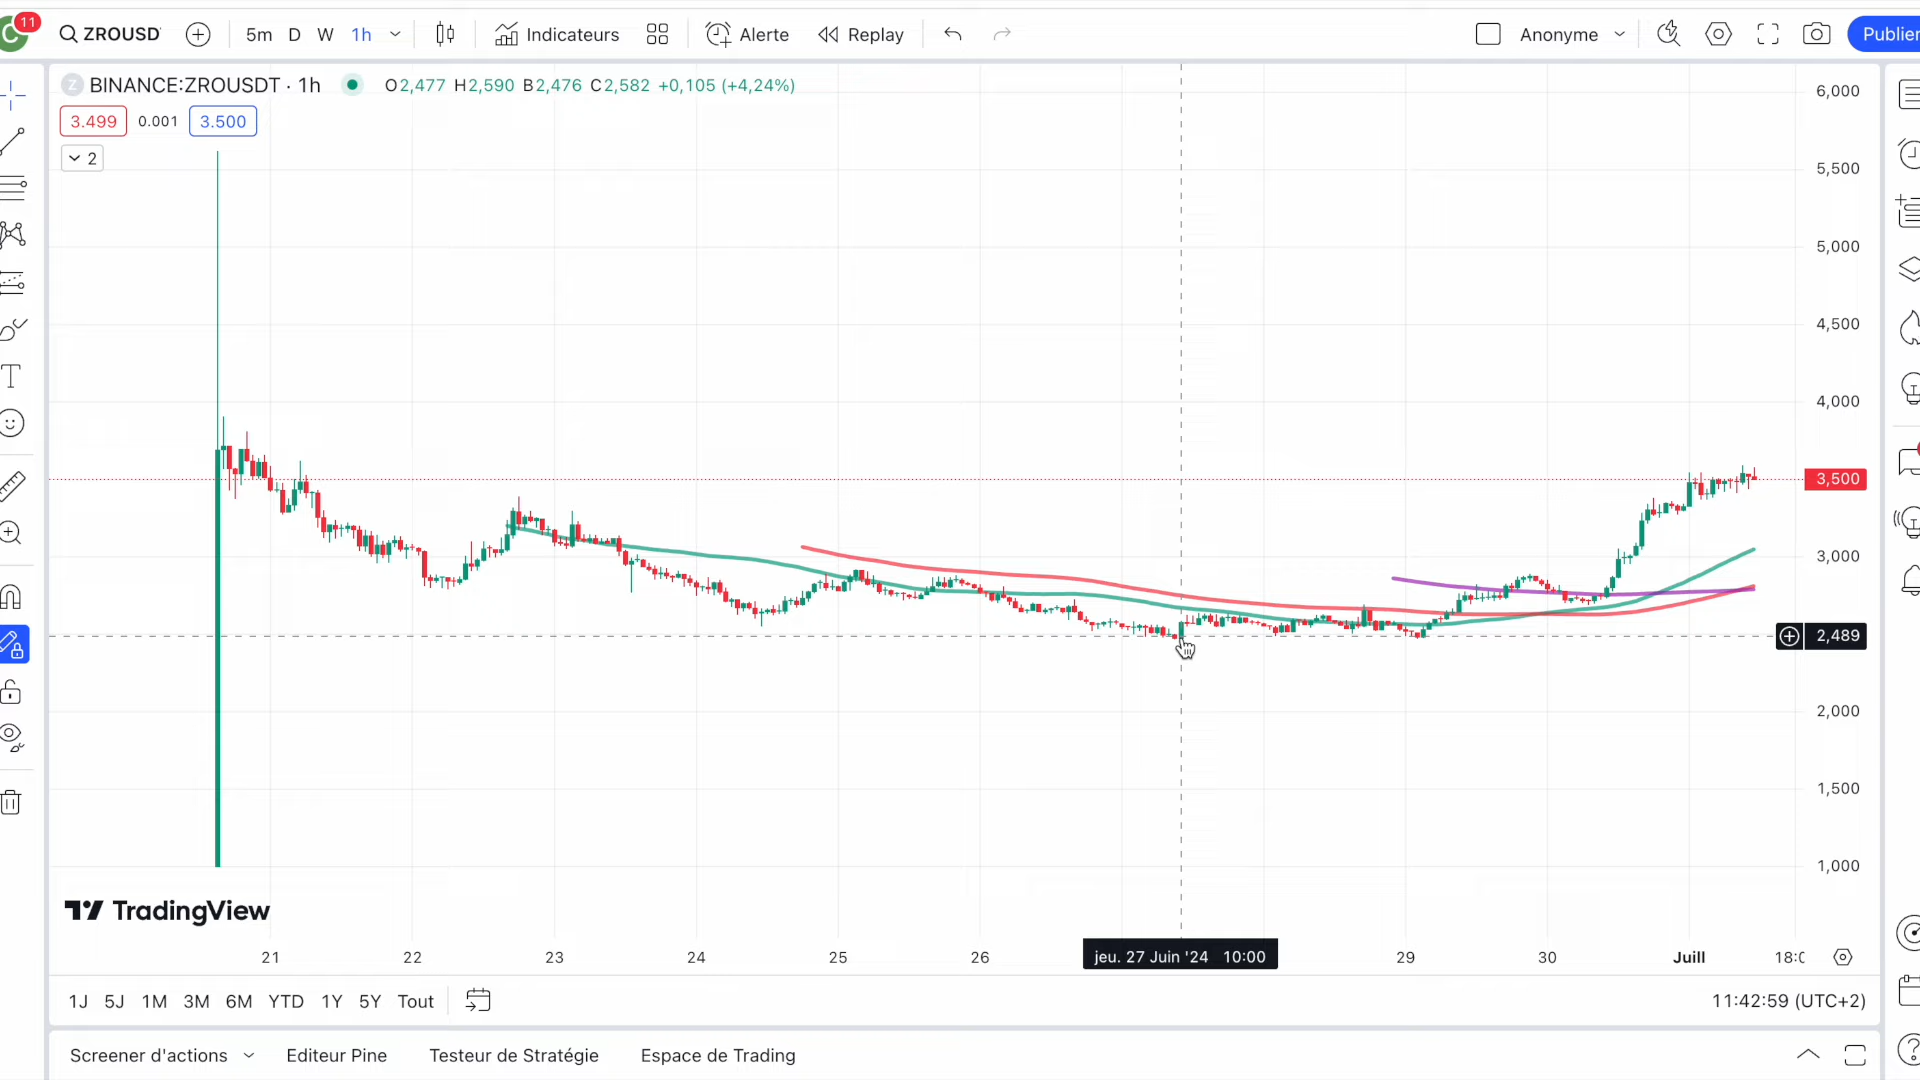 11
C
ZROUSD
5m D W 1h
Indicateurs
Alerte
Replay
Anonyme
Publier
Z BINANCE:ZROUSDT · 1h
O2,477 H2,590 B2,476 C2,582 +0,105 (+4,24%)
3.499 0.001 3.500
2
6,000
5,500
5,000
4,500
4,000
3,500
3,000
2,489
2,000
1,500
1,000
TradingView
21 22 23 24 25 26 jeu. 27 Juin '24 10:00 29 30 Juill 18:0
1J 5J 1M 3M 6M YTD 1Y 5Y Tout
11:42:59 (UTC+2)
Screener d'actions Editeur Pine Testeur de Stratégie Espace de Trading